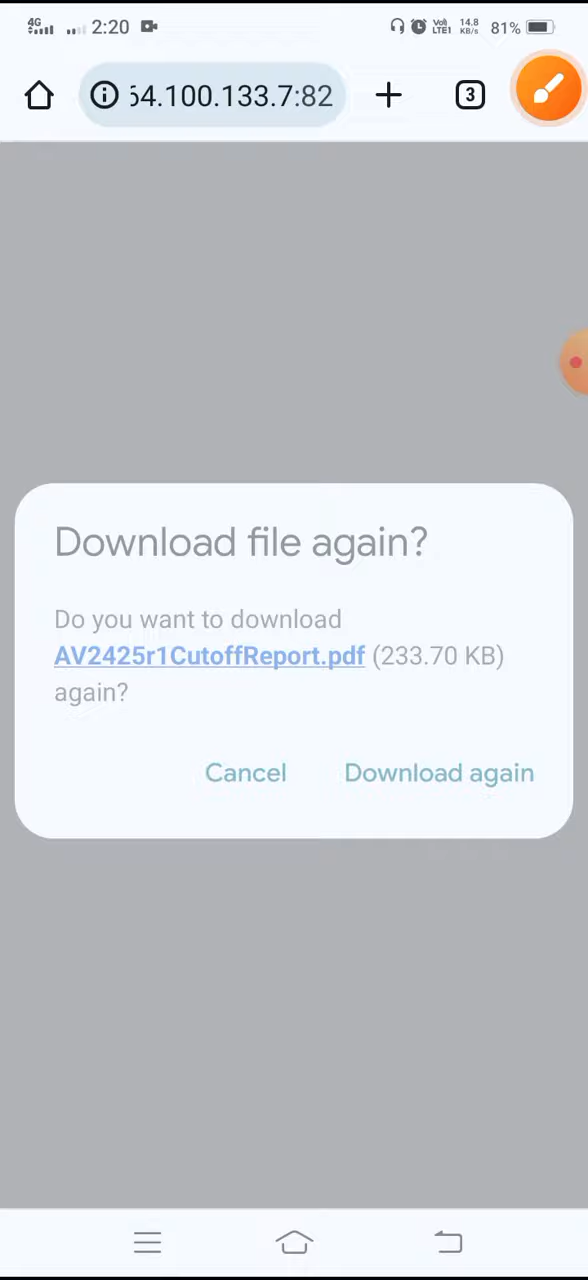 4G 2:20 Vo) LTE1 14.8 KB/s 81%
54.100.133.7:82 3
Download file again?
Do you want to download
AV2425r1CutoffReport.pdf (233.70 KB)
again?
Cancel Download again